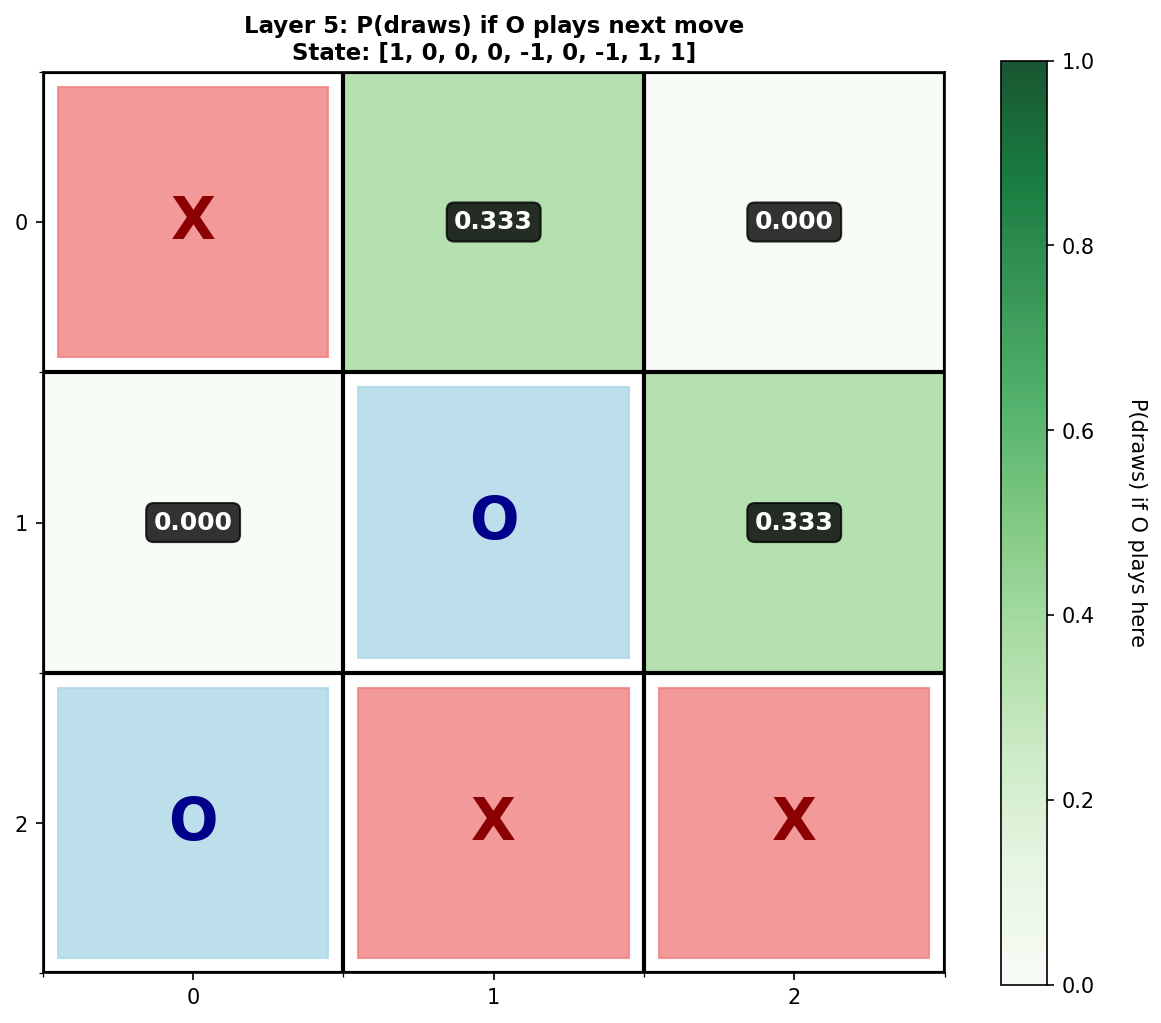 Layer 5: P(draws) if O plays next move
State: [1, 0, 0, 0, -1, 0, -1, 1, 1]
X
0.333
0.000
0.000
O
0.333
O
X
X
0
1
2
0
1
2
1.0
0.8
0.6
0.4
0.2
0.0
P(draws) if O plays here